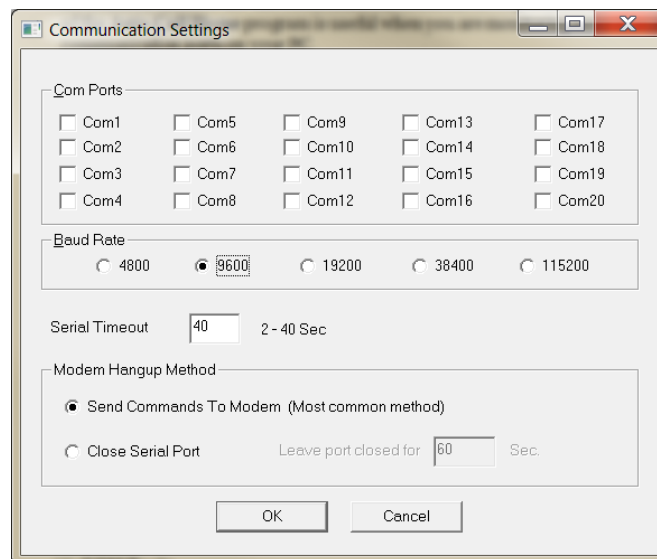 Communication Settings
Com Ports
Com1 Com5 Com9 Com13 Com17
Com2 Com6 Com10 Com14 Com18
Com3 Com7 Com11 Com15 Com19
Com4 Com8 Com12 Com16 Com20
Baud Rate
4800 9600 19200 38400 115200
Serial Timeout 40 2 - 40 Sec
Modem Hangup Method
Send Commands To Modem (Most common method)
Close Serial Port Leave port closed for 60 Sec.
OK Cancel